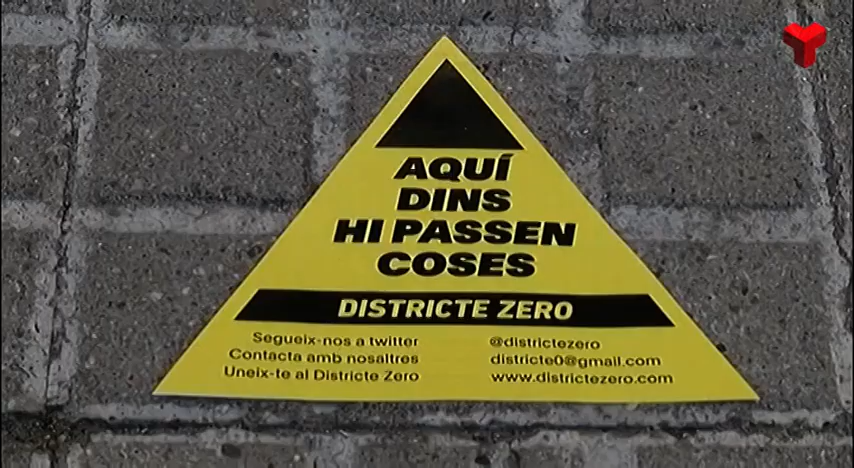 AQUÍ
DINS
HI PASSEN
COSES
DISTRICTE ZERO
Segueix-nos a twitter @districtezero
Contacta amb nosaltres districte0@gmail.com
Uneix-te al Districte Zero www.districtezero.com